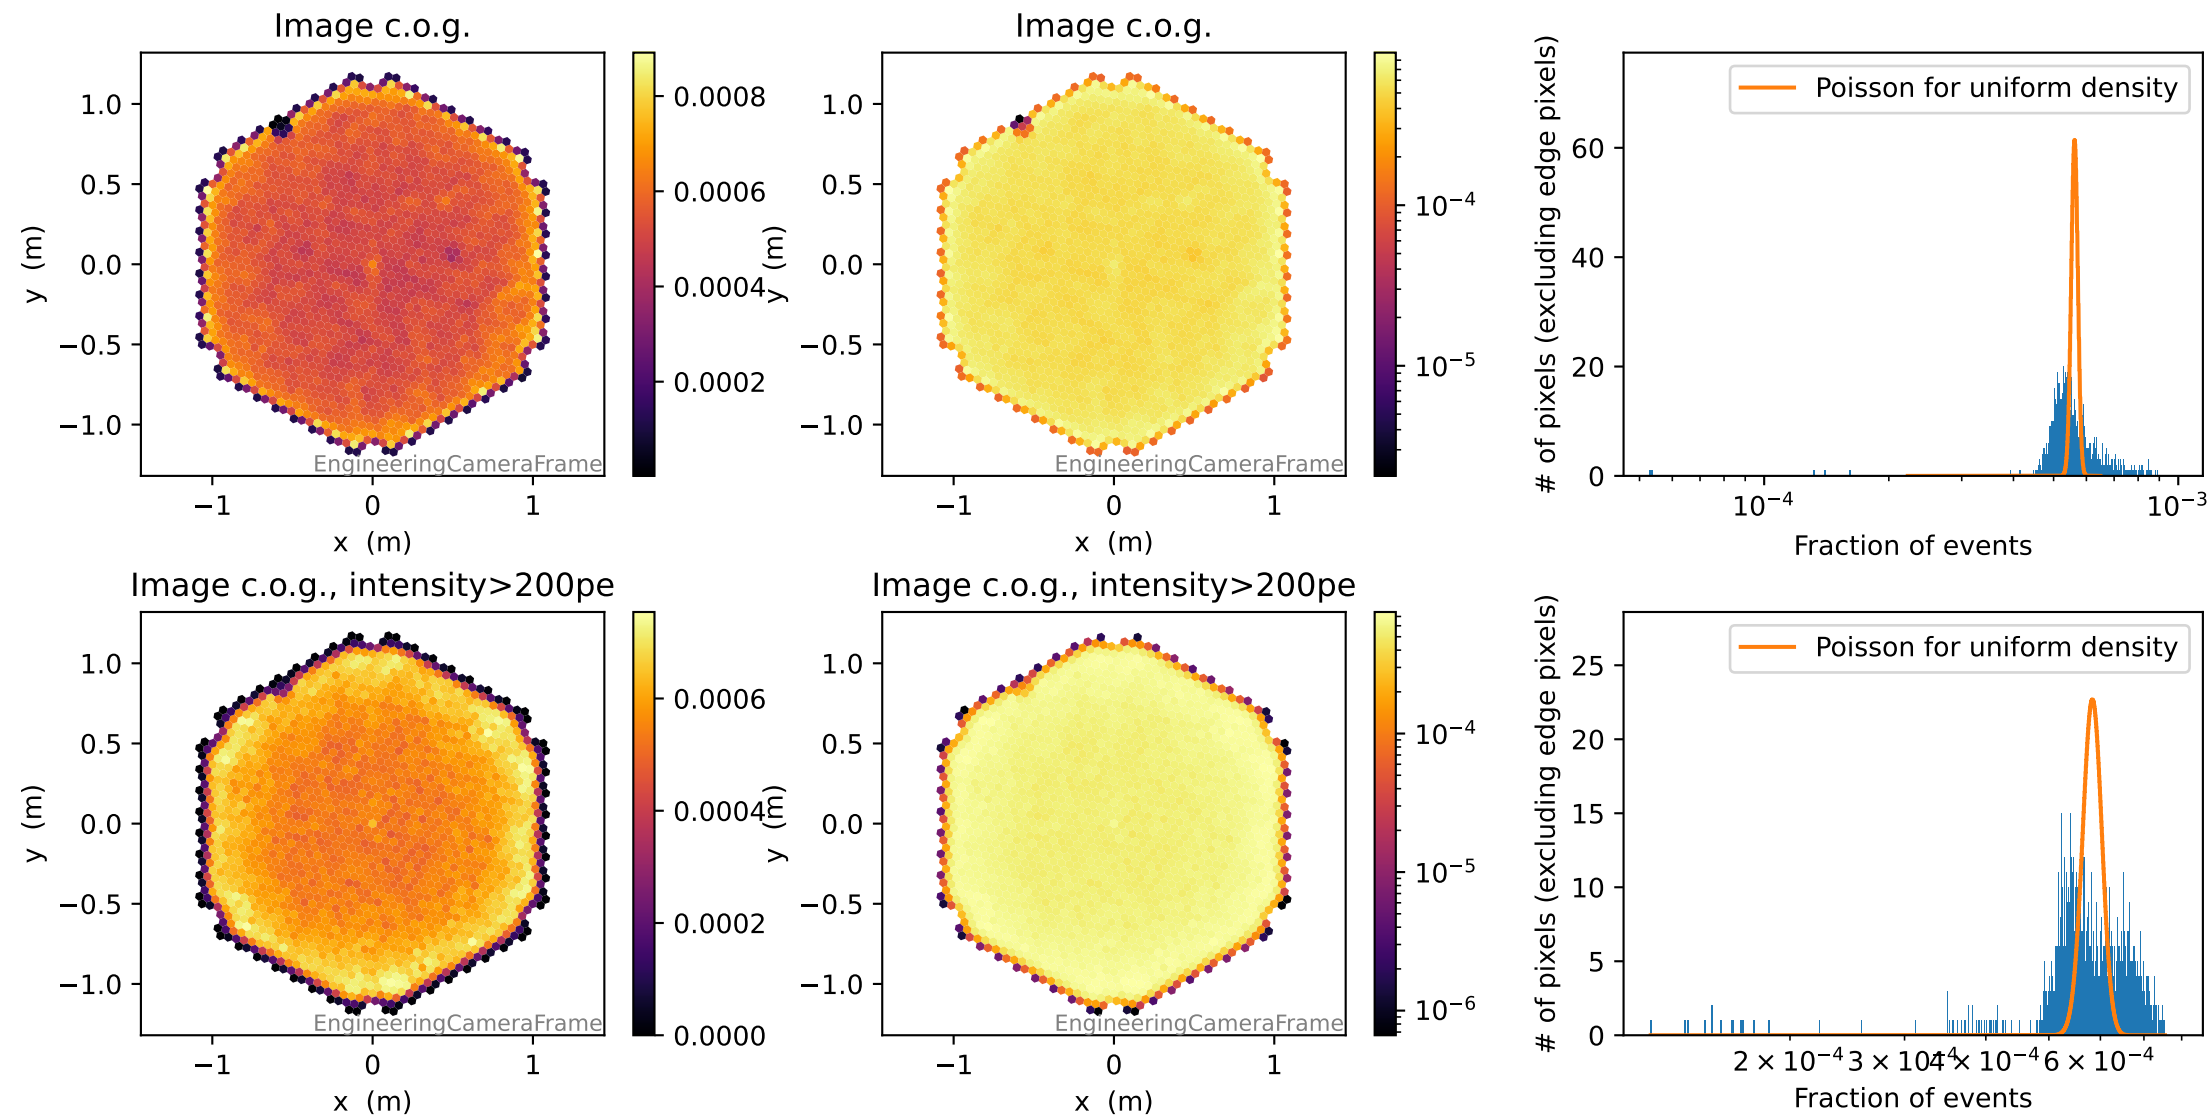 Image c.o.g.
1.0
0.5
0.0
−0.5
−1.0
y (m)
−1
0
1
x (m)
EngineeringCameraFrame
0.0008
0.0006
0.0004
0.0002
Image c.o.g.
1.0
0.5
0.0
−0.5
−1.0
y (m)
−1
0
1
x (m)
EngineeringCameraFrame
10⁻⁴
10⁻⁵
Poisson for uniform density
# of pixels (excluding edge pixels)
60
40
20
0
10⁻⁴
10⁻³
Fraction of events
Image c.o.g., intensity>200pe
1.0
0.5
0.0
−0.5
−1.0
y (m)
−1
0
1
x (m)
EngineeringCameraFrame
0.0006
0.0004
0.0002
0.0000
Image c.o.g., intensity>200pe
1.0
0.5
0.0
−0.5
−1.0
y (m)
−1
0
1
x (m)
EngineeringCameraFrame
10⁻⁴
10⁻⁵
10⁻⁶
Poisson for uniform density
# of pixels (excluding edge pixels)
25
20
15
10
5
0
2 × 10⁻⁴
3 × 10⁻⁴
4 × 10⁻⁴
6 × 10⁻⁴
Fraction of events